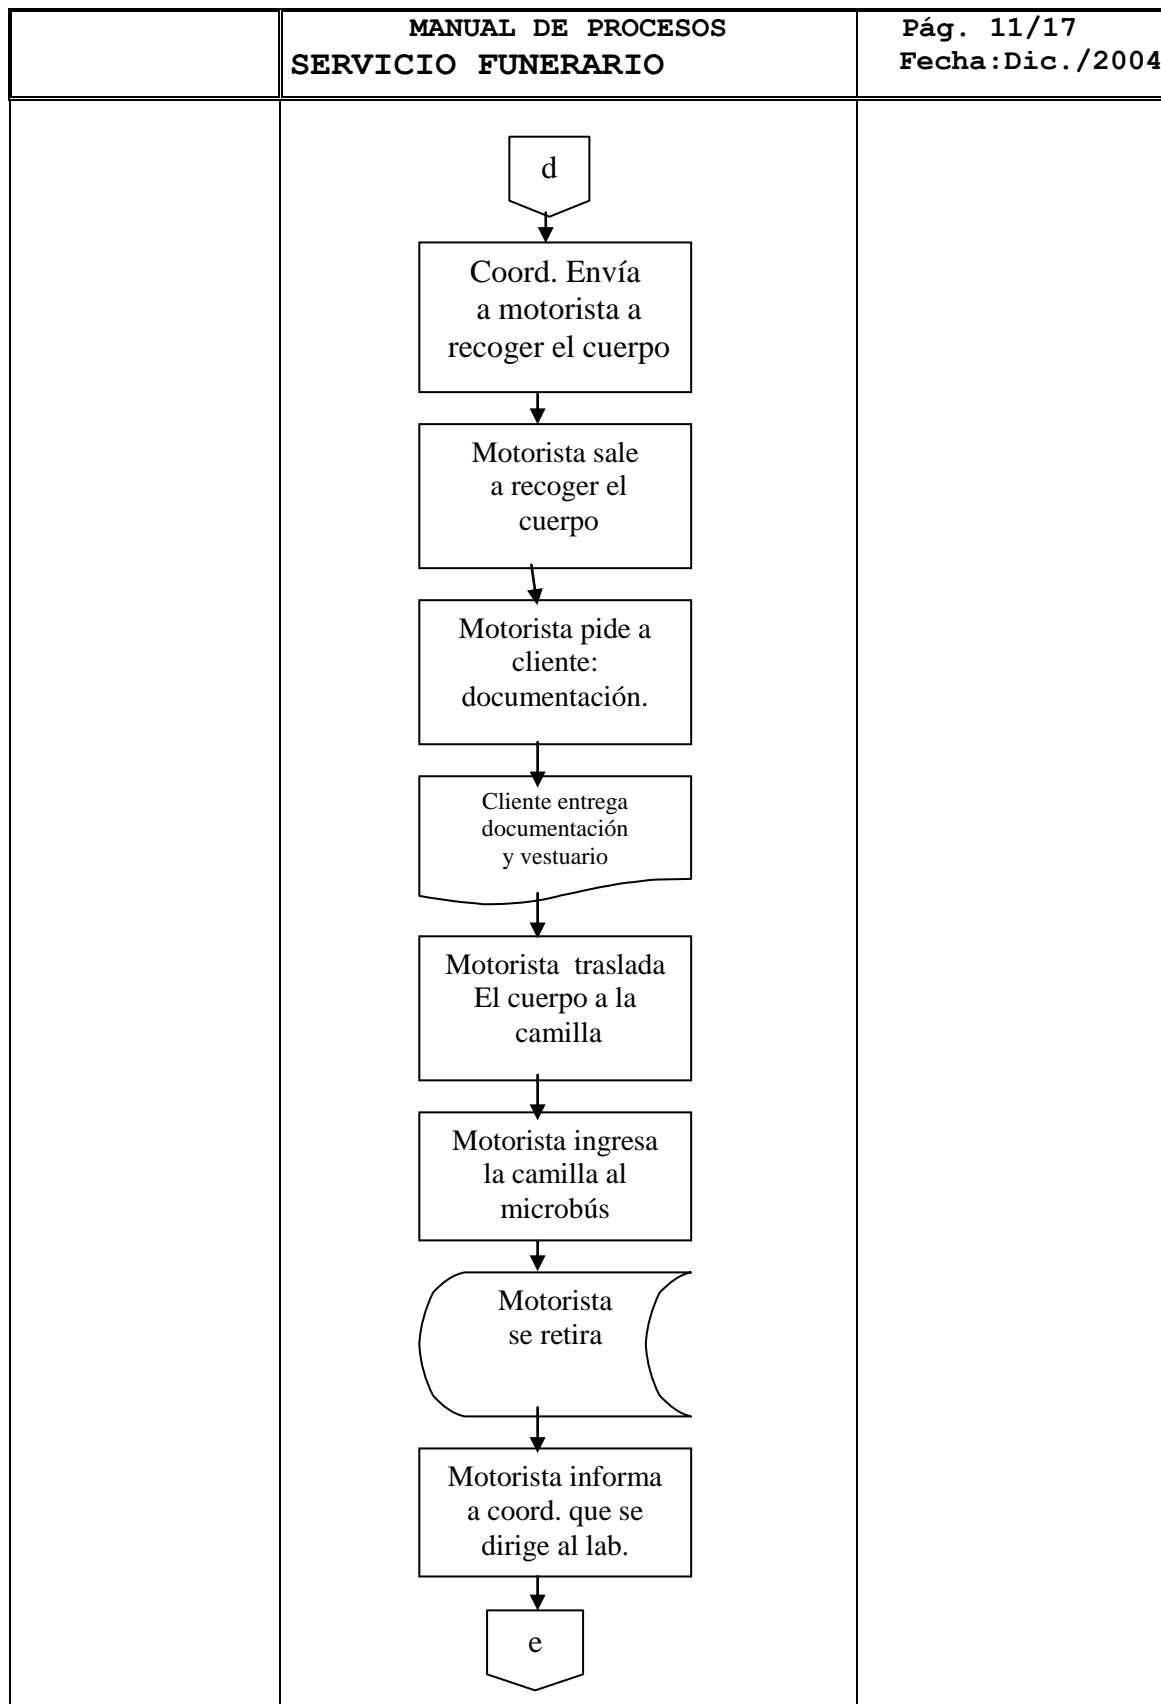 MANUAL DE PROCESOS
SERVICIO FUNERARIO
Pág. 11/17
Fecha:Dic./2004
d
Coord. Envía
a motorista a
recoger el cuerpo
Motorista sale
a recoger el
cuerpo
Motorista pide a
cliente:
documentación.
Cliente entrega
documentación
y vestuario
Motorista traslada
El cuerpo a la
camilla
Motorista ingresa
la camilla al
microbús
Motorista
se retira
Motorista informa
a coord. que se
dirige al lab.
e